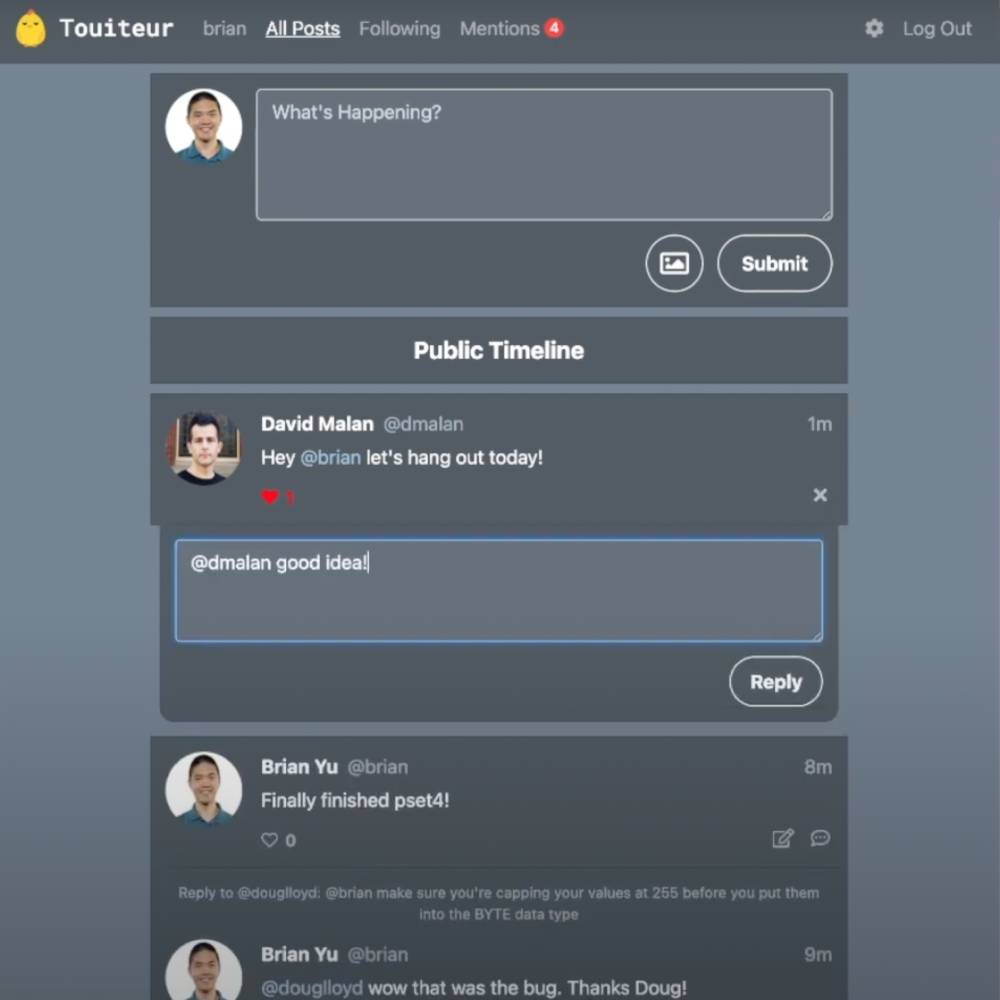 Touiteur brian All Posts Following Mentions 4 Log Out
What's Happening?
Submit
Public Timeline
David Malan @dmalan 1m
Hey @brian let's hang out today!
1
@dmalan good idea!
Reply
Brian Yu @brian 8m
Finally finished pset4!
0
Reply to @douglloyd: @brian make sure you're capping your values at 255 before you put them
into the BYTE data type
Brian Yu @brian 9m
@douglloyd wow that was the bug. Thanks Doug!